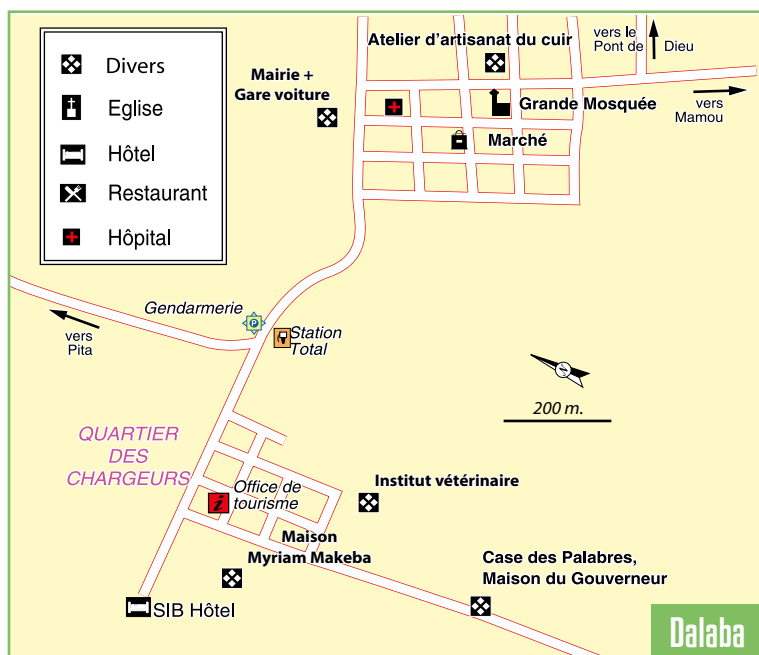 Divers
Eglise
Hôtel
Restaurant
Hôpital
Atelier d'artisanat du cuir
vers le
Pont de Dieu
Mairie +
Gare voiture
Grande Mosquée
vers
Mamou
Marché
Gendarmerie
vers
Pita
Station
Total
200 m.
QUARTIER
DES
CHARGEURS
Office de
tourisme
Institut vétérinaire
Maison
Myriam Makeba
Case des Palabres,
Maison du Gouverneur
SIB Hôtel
Dalaba